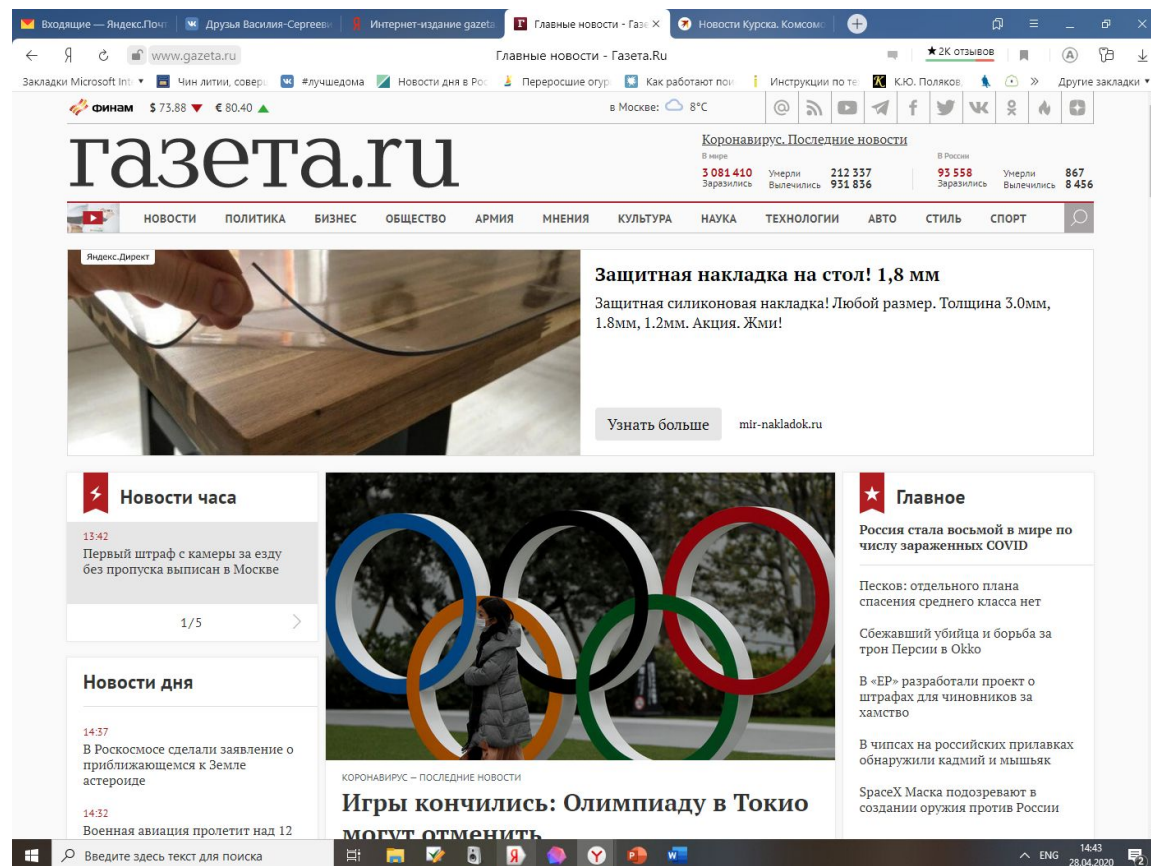 Входящие — Яндекс.Почт
Друзья Василия-Сергееви
Интернет-издание gazeta.
Главные новости - Газе
Новости Курска. Комсомо
www.gazeta.ru
Главные новости - Газета.Ru
★ 2K отзывов
Закладки Microsoft Int
Чин литии, соверш
#лучшедома
Новости дня в Рос
Переросшие огур
Как работают пои
Инструкции по те
К.Ю. Поляков,
Другие закладки
финам
$ 73.88
€ 80.40
в Москве:
8°C
газета.ru
Коронавирус. Последние новости
В мире
3 081 410
Заразились
Умерли 212 337
Вылечились 931 836
В России
93 558
Заразились
Умерли 867
Вылечились 8 456
НОВОСТИ
ПОЛИТИКА
БИЗНЕС
ОБЩЕСТВО
АРМИЯ
МНЕНИЯ
КУЛЬТУРА
НАУКА
ТЕХНОЛОГИИ
АВТО
СТИЛЬ
СПОРТ
Яндекс.Директ
Защитная накладка на стол! 1,8 мм
Защитная силиконовая накладка! Любой размер. Толщина 3.0мм,
1.8мм, 1.2мм. Акция. Жми!
Узнать больше
mir-nakladok.ru
Новости часа
13:42
Первый штраф с камеры за езду
без пропуска выписан в Москве
1/5
Новости дня
14:37
В Роскосмосе сделали заявление о
приближающемся к Земле
астероиде
14:32
Военная авиация пролетит над 12
КОРОНАВИРУС — ПОСЛЕДНИЕ НОВОСТИ
Игры кончились: Олимпиаду в Токио
могут отменить
Главное
Россия стала восьмой в мире по
числу зараженных COVID
Песков: отдельного плана
спасения среднего класса нет
Сбежавший убийца и борьба за
трон Персии в Okko
В «ЕР» разработали проект о
штрафах для чиновников за
хамство
В чипсах на российских прилавках
обнаружили кадмий и мышьяк
SpaceX Маска подозревают в
создании оружия против России
Введите здесь текст для поиска
ENG
14:43
28.04.2020